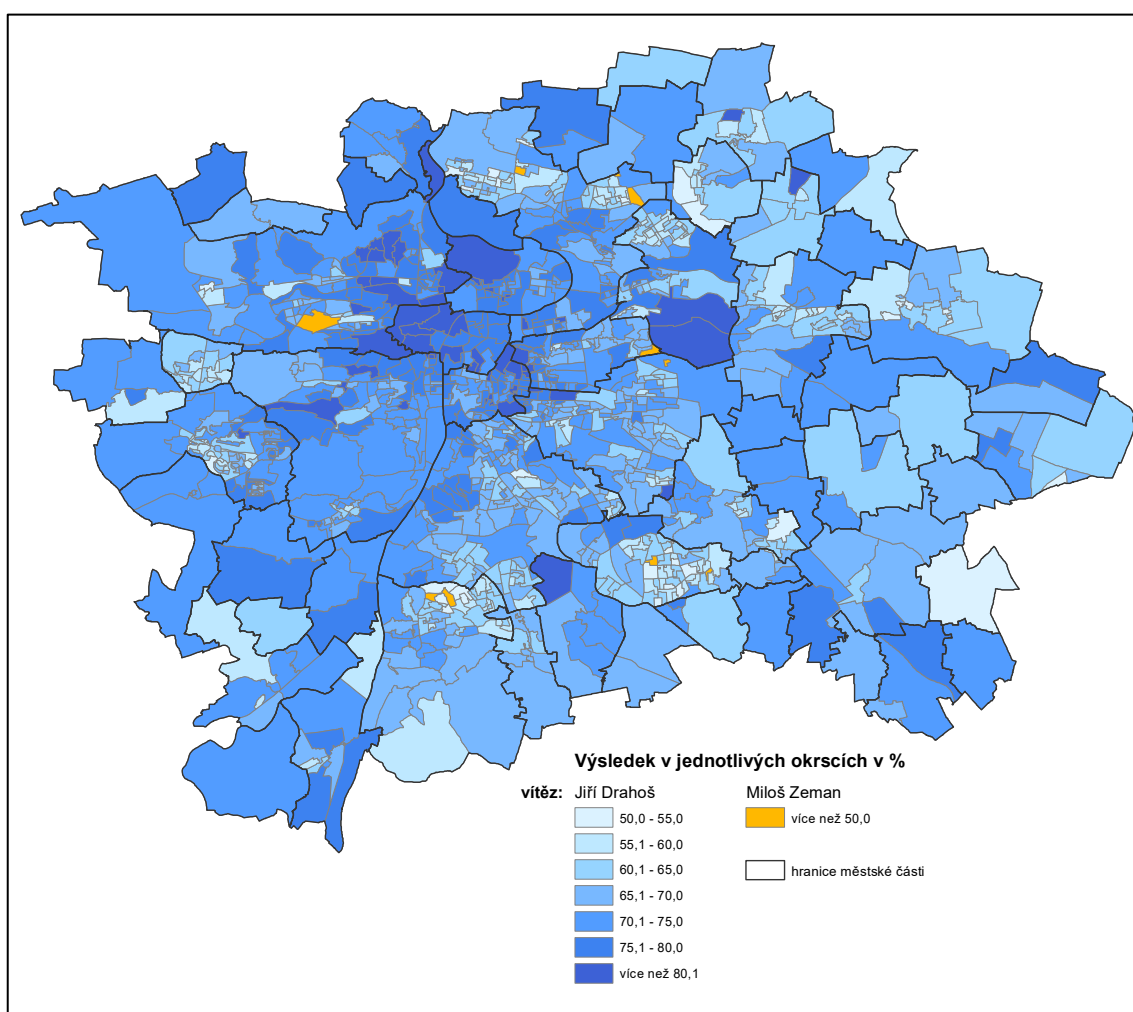 Výsledek v jednotlivých okrscích v %
vítěz: Jiří Drahoš Miloš Zeman
50,0 - 55,0 více než 50,0
55,1 - 60,0
60,1 - 65,0 hranice městské části
65,1 - 70,0
70,1 - 75,0
75,1 - 80,0
více než 80,1